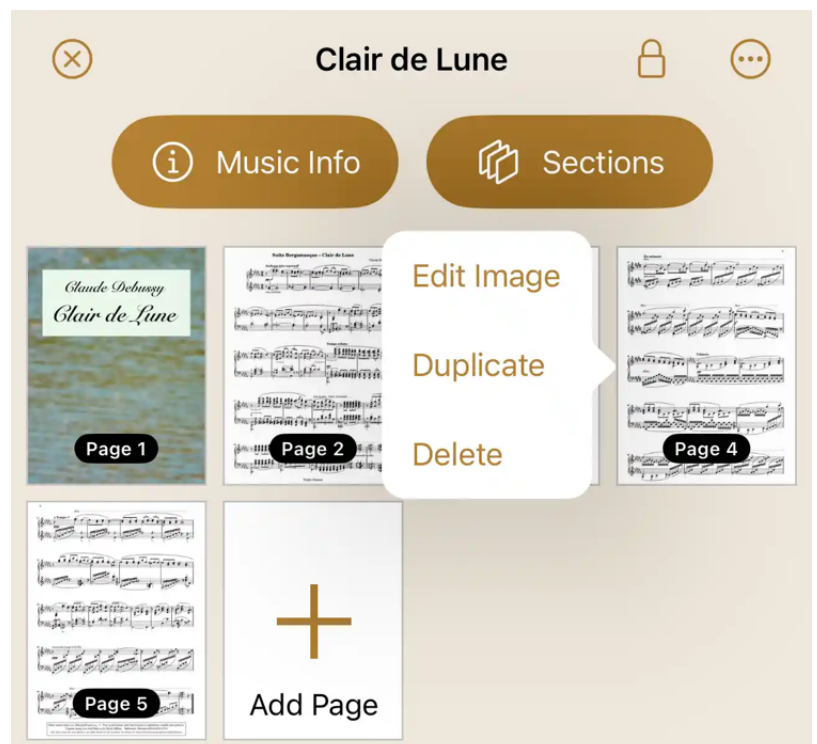 Clair de Lune
Music Info
Sections
Claude Debussy
Clair de Lune
Page 1
Suite Bergamasque – Clair de Lune
Page 2
Edit Image
Duplicate
Delete
Page 4
Page 5
Add Page